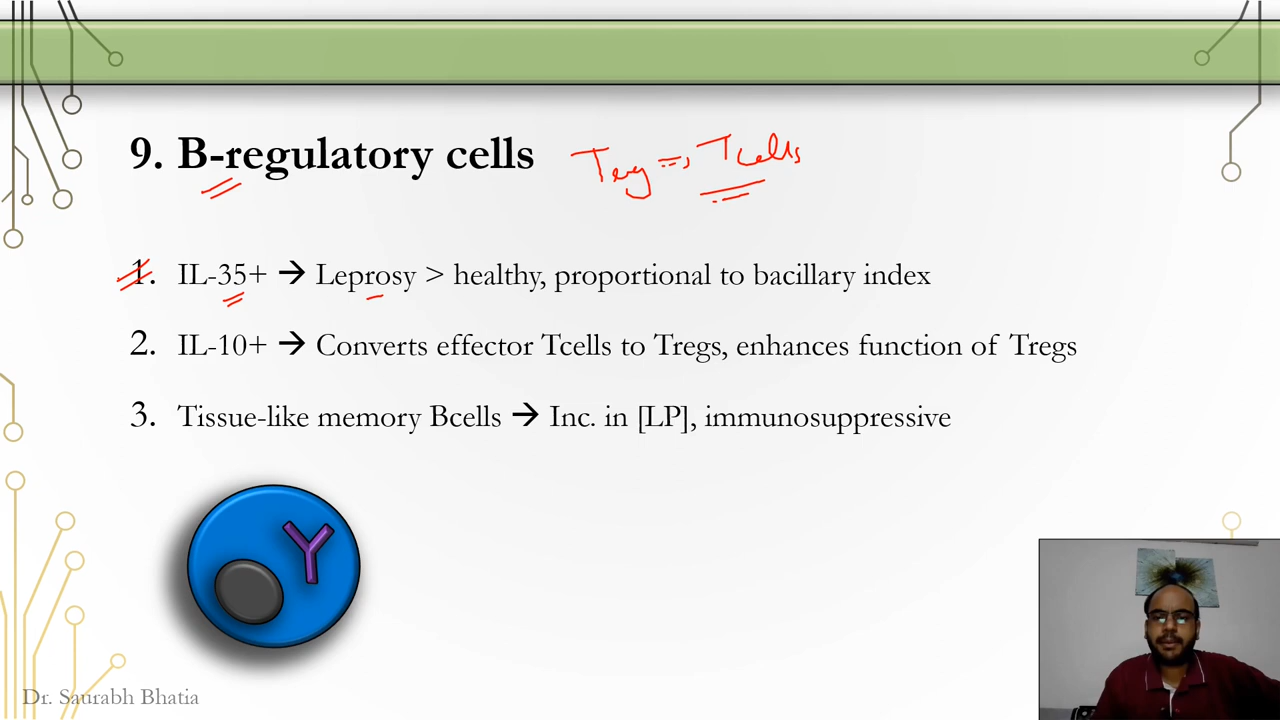 9. B-regulatory cells
Treg => Tcells
1. IL-35+ → Leprosy > healthy, proportional to bacillary index
2. IL-10+ → Converts effector Tcells to Tregs, enhances function of Tregs
3. Tissue-like memory Bcells → Inc. in [LP], immunosuppressive
Y
Dr. Saurabh Bhatia